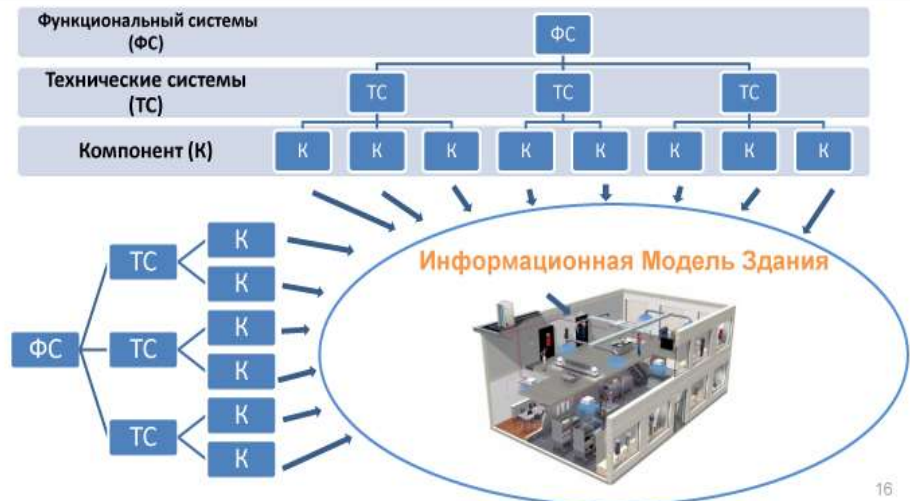 Функциональный системы
(ФС)
ФС
Технические системы
(ТС)
ТС ТС ТС
Компонент (К)
К К К К К К К К
Информационная Модель Здания
ФС
ТС
К
К
ТС
К
К
ТС
К
К
16